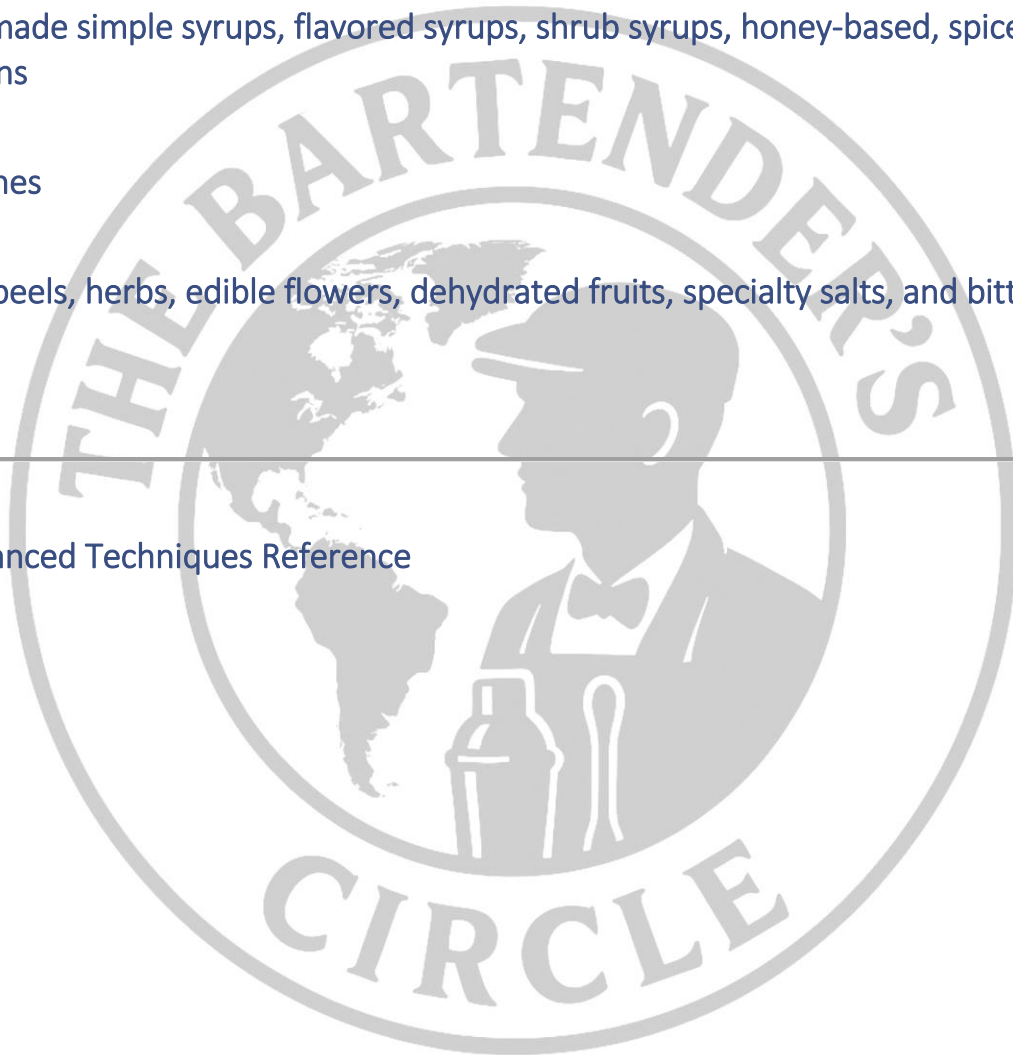 made simple syrups, flavored syrups, shrub syrups, honey-based, spice
ns
nes
peels, herbs, edible flowers, dehydrated fruits, specialty salts, and bitt
anced Techniques Reference
THE BARTENDER'S
CIRCLE